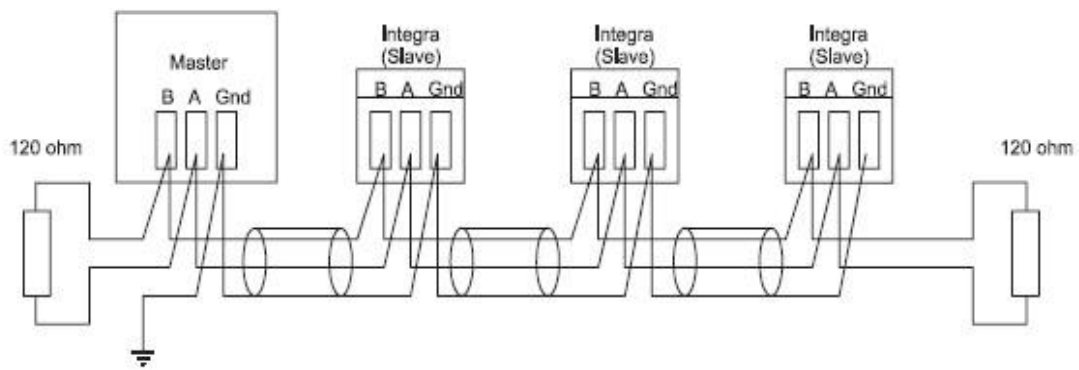 Master
B A Gnd
Integra
(Slave)
B A Gnd
Integra
(Slave)
B A Gnd
Integra
(Slave)
B A Gnd
120 ohm
120 ohm